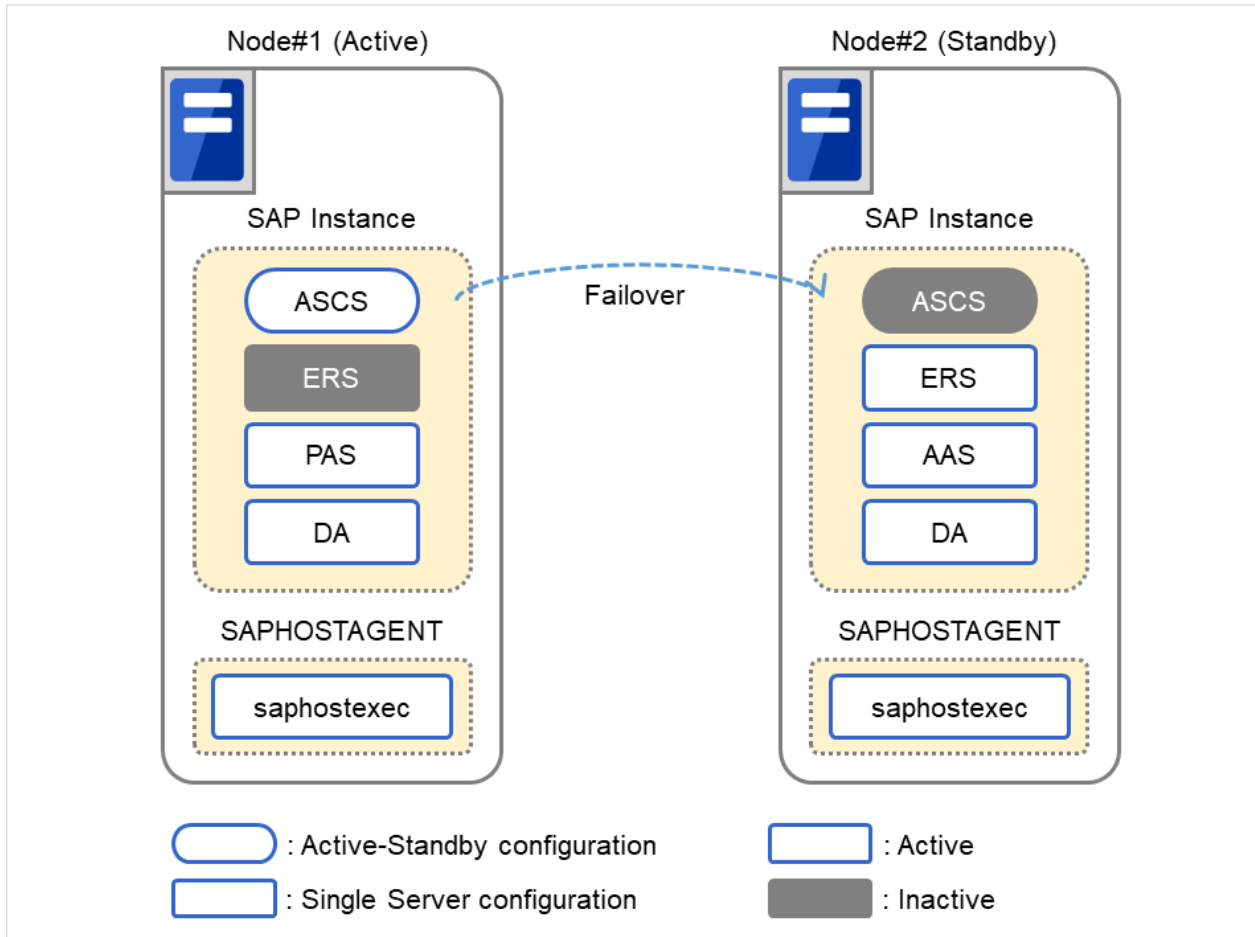 Node#1 (Active)
Node#2 (Standby)
SAP Instance
ASCS
ERS
PAS
DA
SAPHOSTAGENT
saphostexec
Failover
SAP Instance
ASCS
ERS
AAS
DA
SAPHOSTAGENT
saphostexec
: Active-Standby configuration
: Active
: Single Server configuration
: Inactive